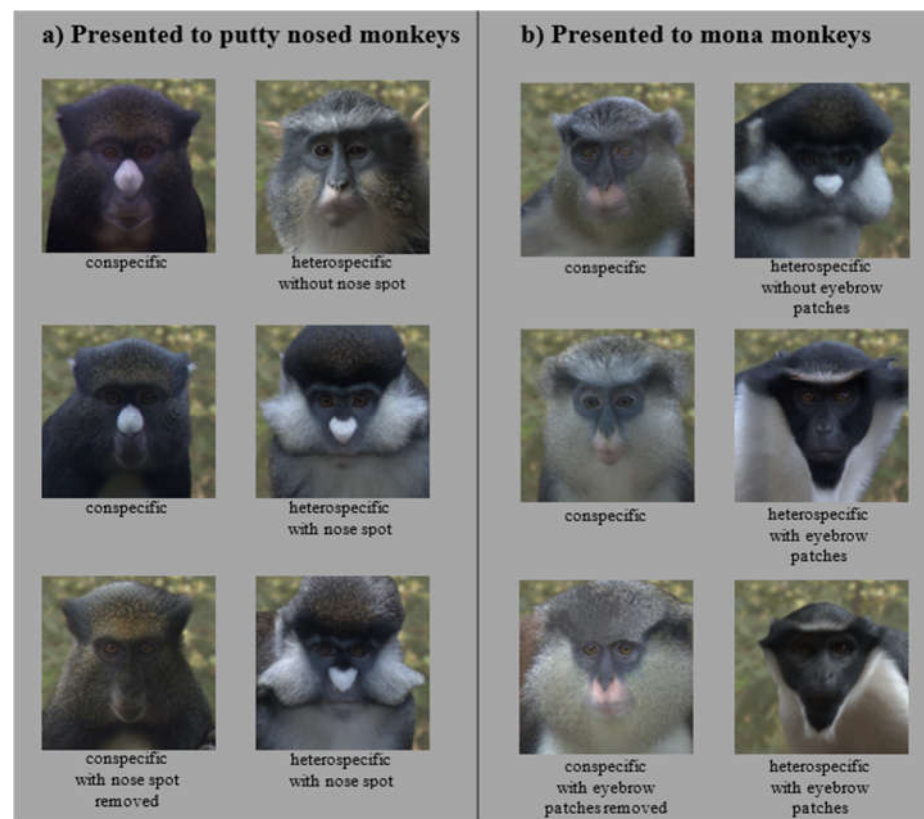 a) Presented to putty nosed monkeys
conspecific
heterospecific
without nose spot
conspecific
heterospecific
with nose spot
conspecific
with nose spot
removed
heterospecific
with nose spot
b) Presented to mona monkeys
conspecific
heterospecific
without eyebrow
patches
conspecific
heterospecific
with eyebrow
patches
conspecific
with eyebrow
patches removed
heterospecific
with eyebrow
patches